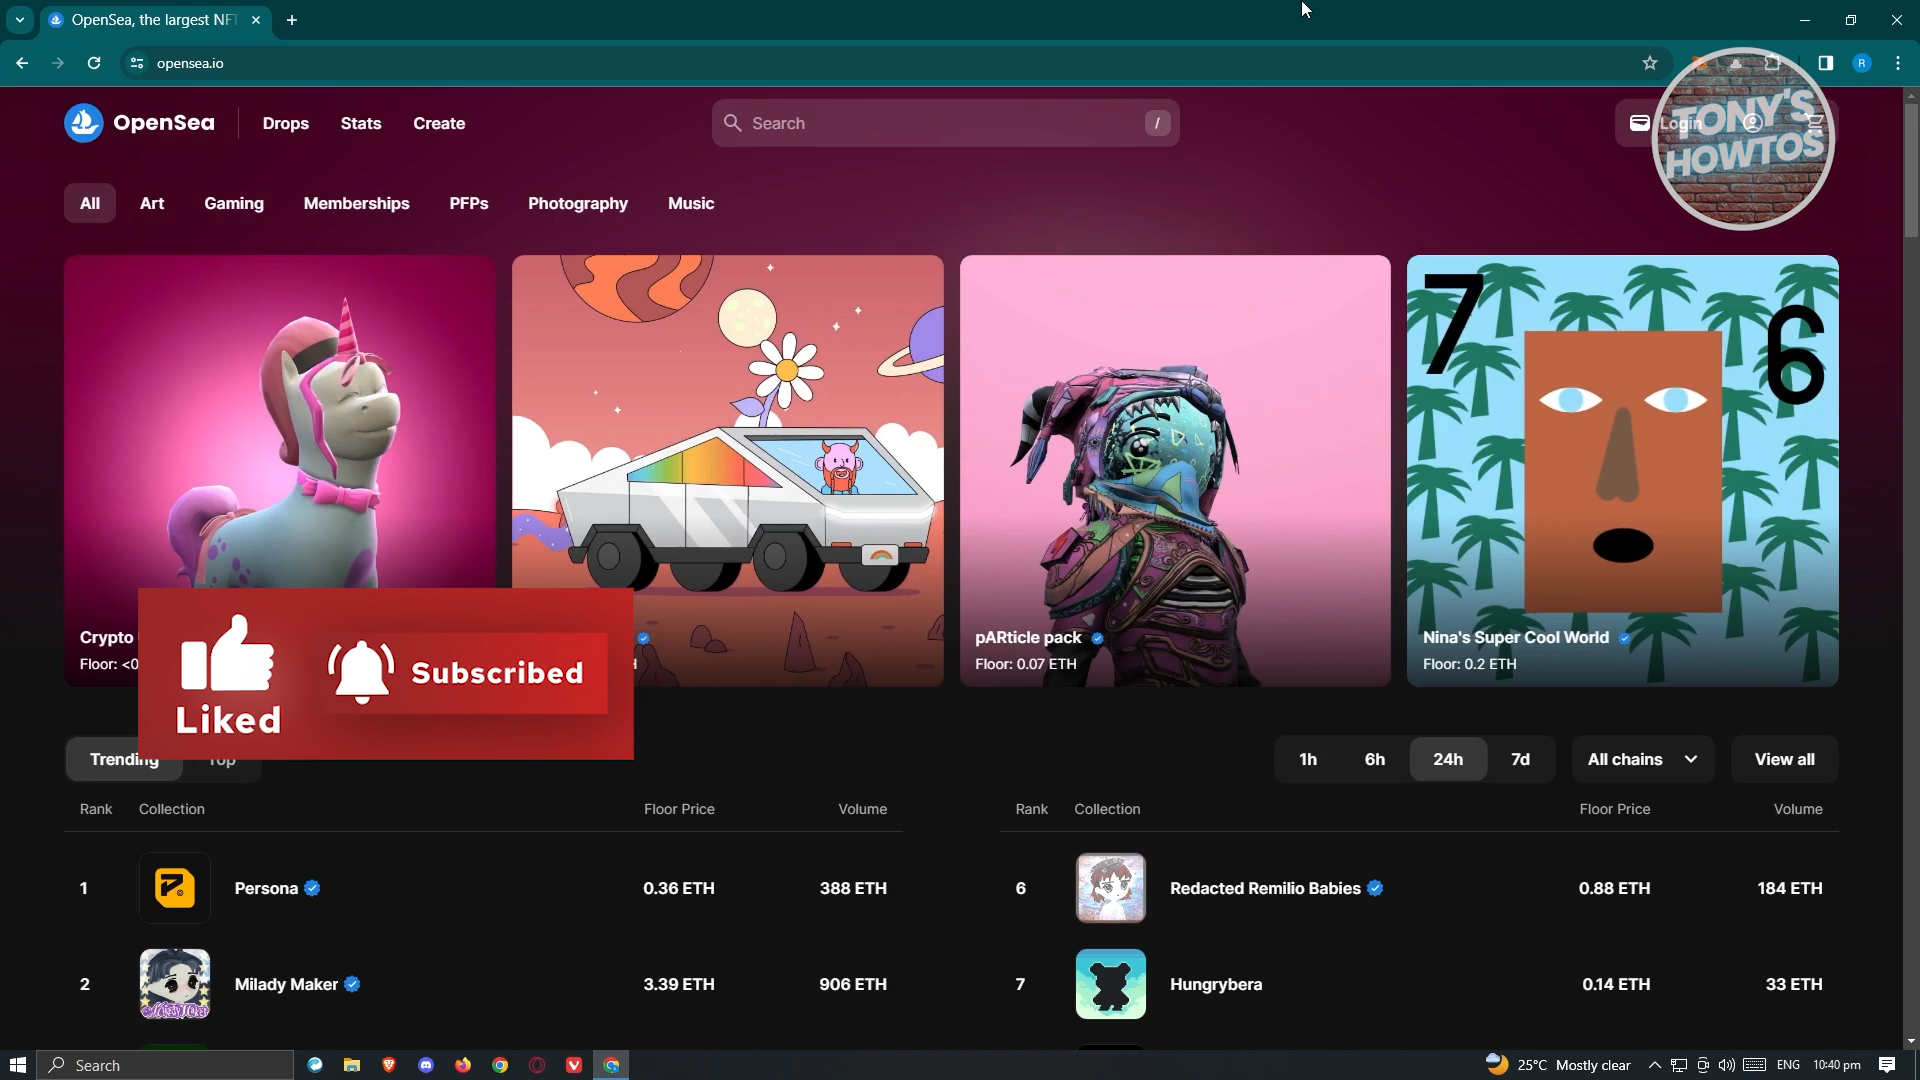 OpenSea, the largest NFT
opensea.io
R
OpenSea
Drops
Stats
Create
Search
/
Login
TONY'S
HOWTOS
All
Art
Gaming
Memberships
PFPs
Photography
Music
7
6
Crypto
Floor: <0
H
pARticle pack
Floor: 0.07 ETH
Nina's Super Cool World
Floor: 0.2 ETH
Liked
Subscribed
Trending
Top
1h
6h
24h
7d
All chains
View all
Rank
Collection
Floor Price
Volume
Rank
Collection
Floor Price
Volume
1
Persona
0.36 ETH
388 ETH
6
Redacted Remilio Babies
0.88 ETH
184 ETH
2
Milady Maker
3.39 ETH
906 ETH
7
Hungrybera
0.14 ETH
33 ETH
Search
25°C Mostly clear
ENG
10:40 pm